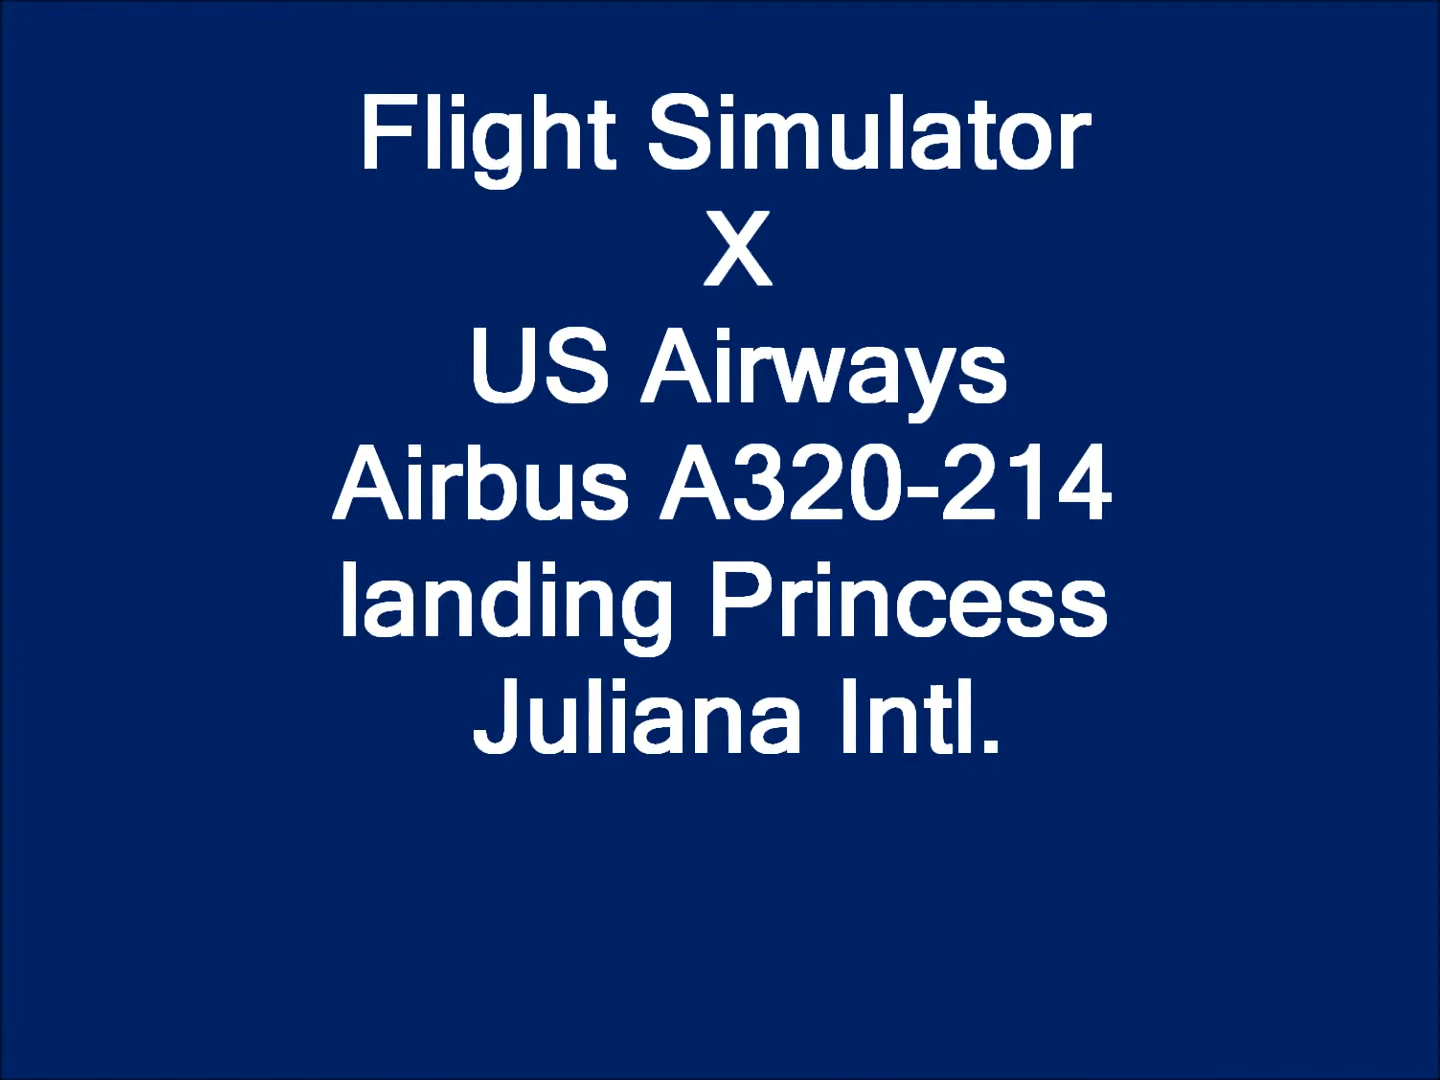 Flight Simulator
X
US Airways
Airbus A320-214
landing Princess
Juliana Intl.